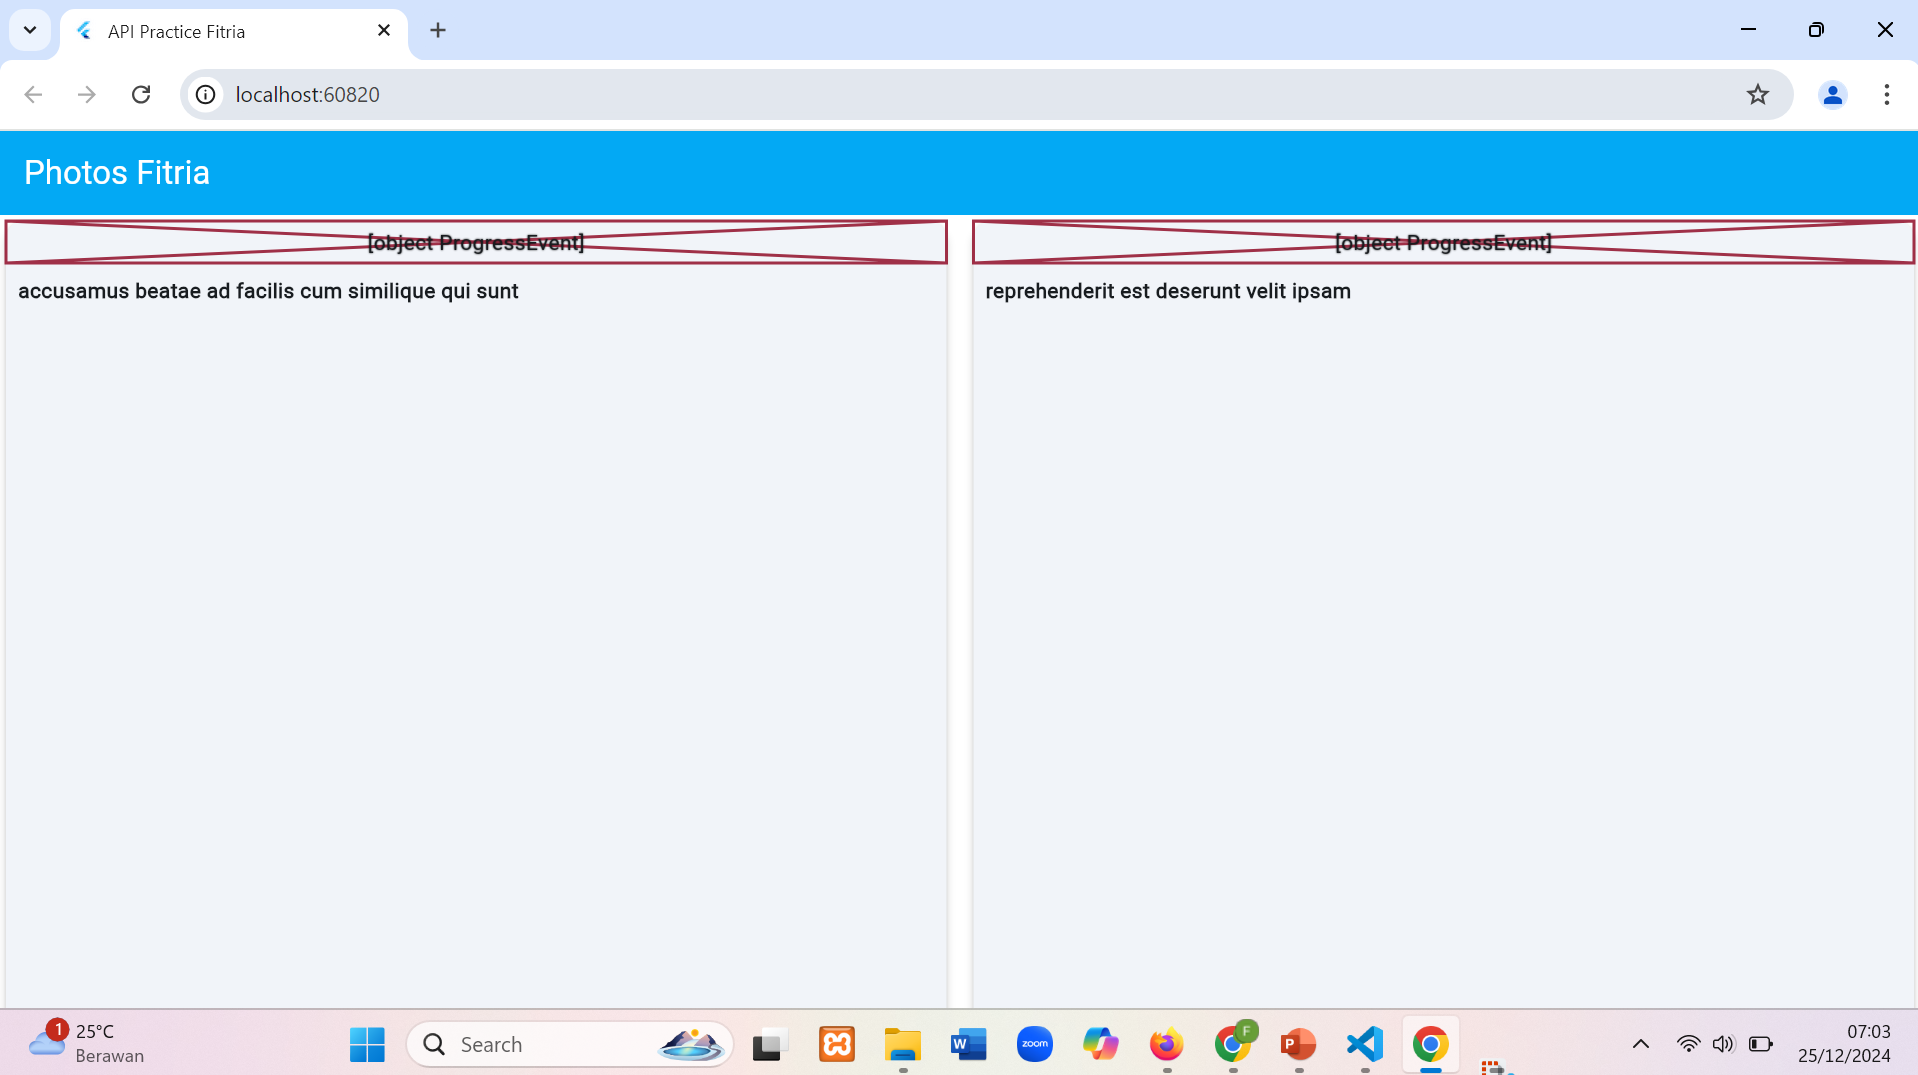 API Practice Fitria
localhost:60820
Photos Fitria
[object ProgressEvent]
[object ProgressEvent]
accusamus beatae ad facilis cum similique qui sunt
reprehenderit est deserunt velit ipsam
1
25°C
Berawan
Search
W
zoom
F
P
07:03
25/12/2024